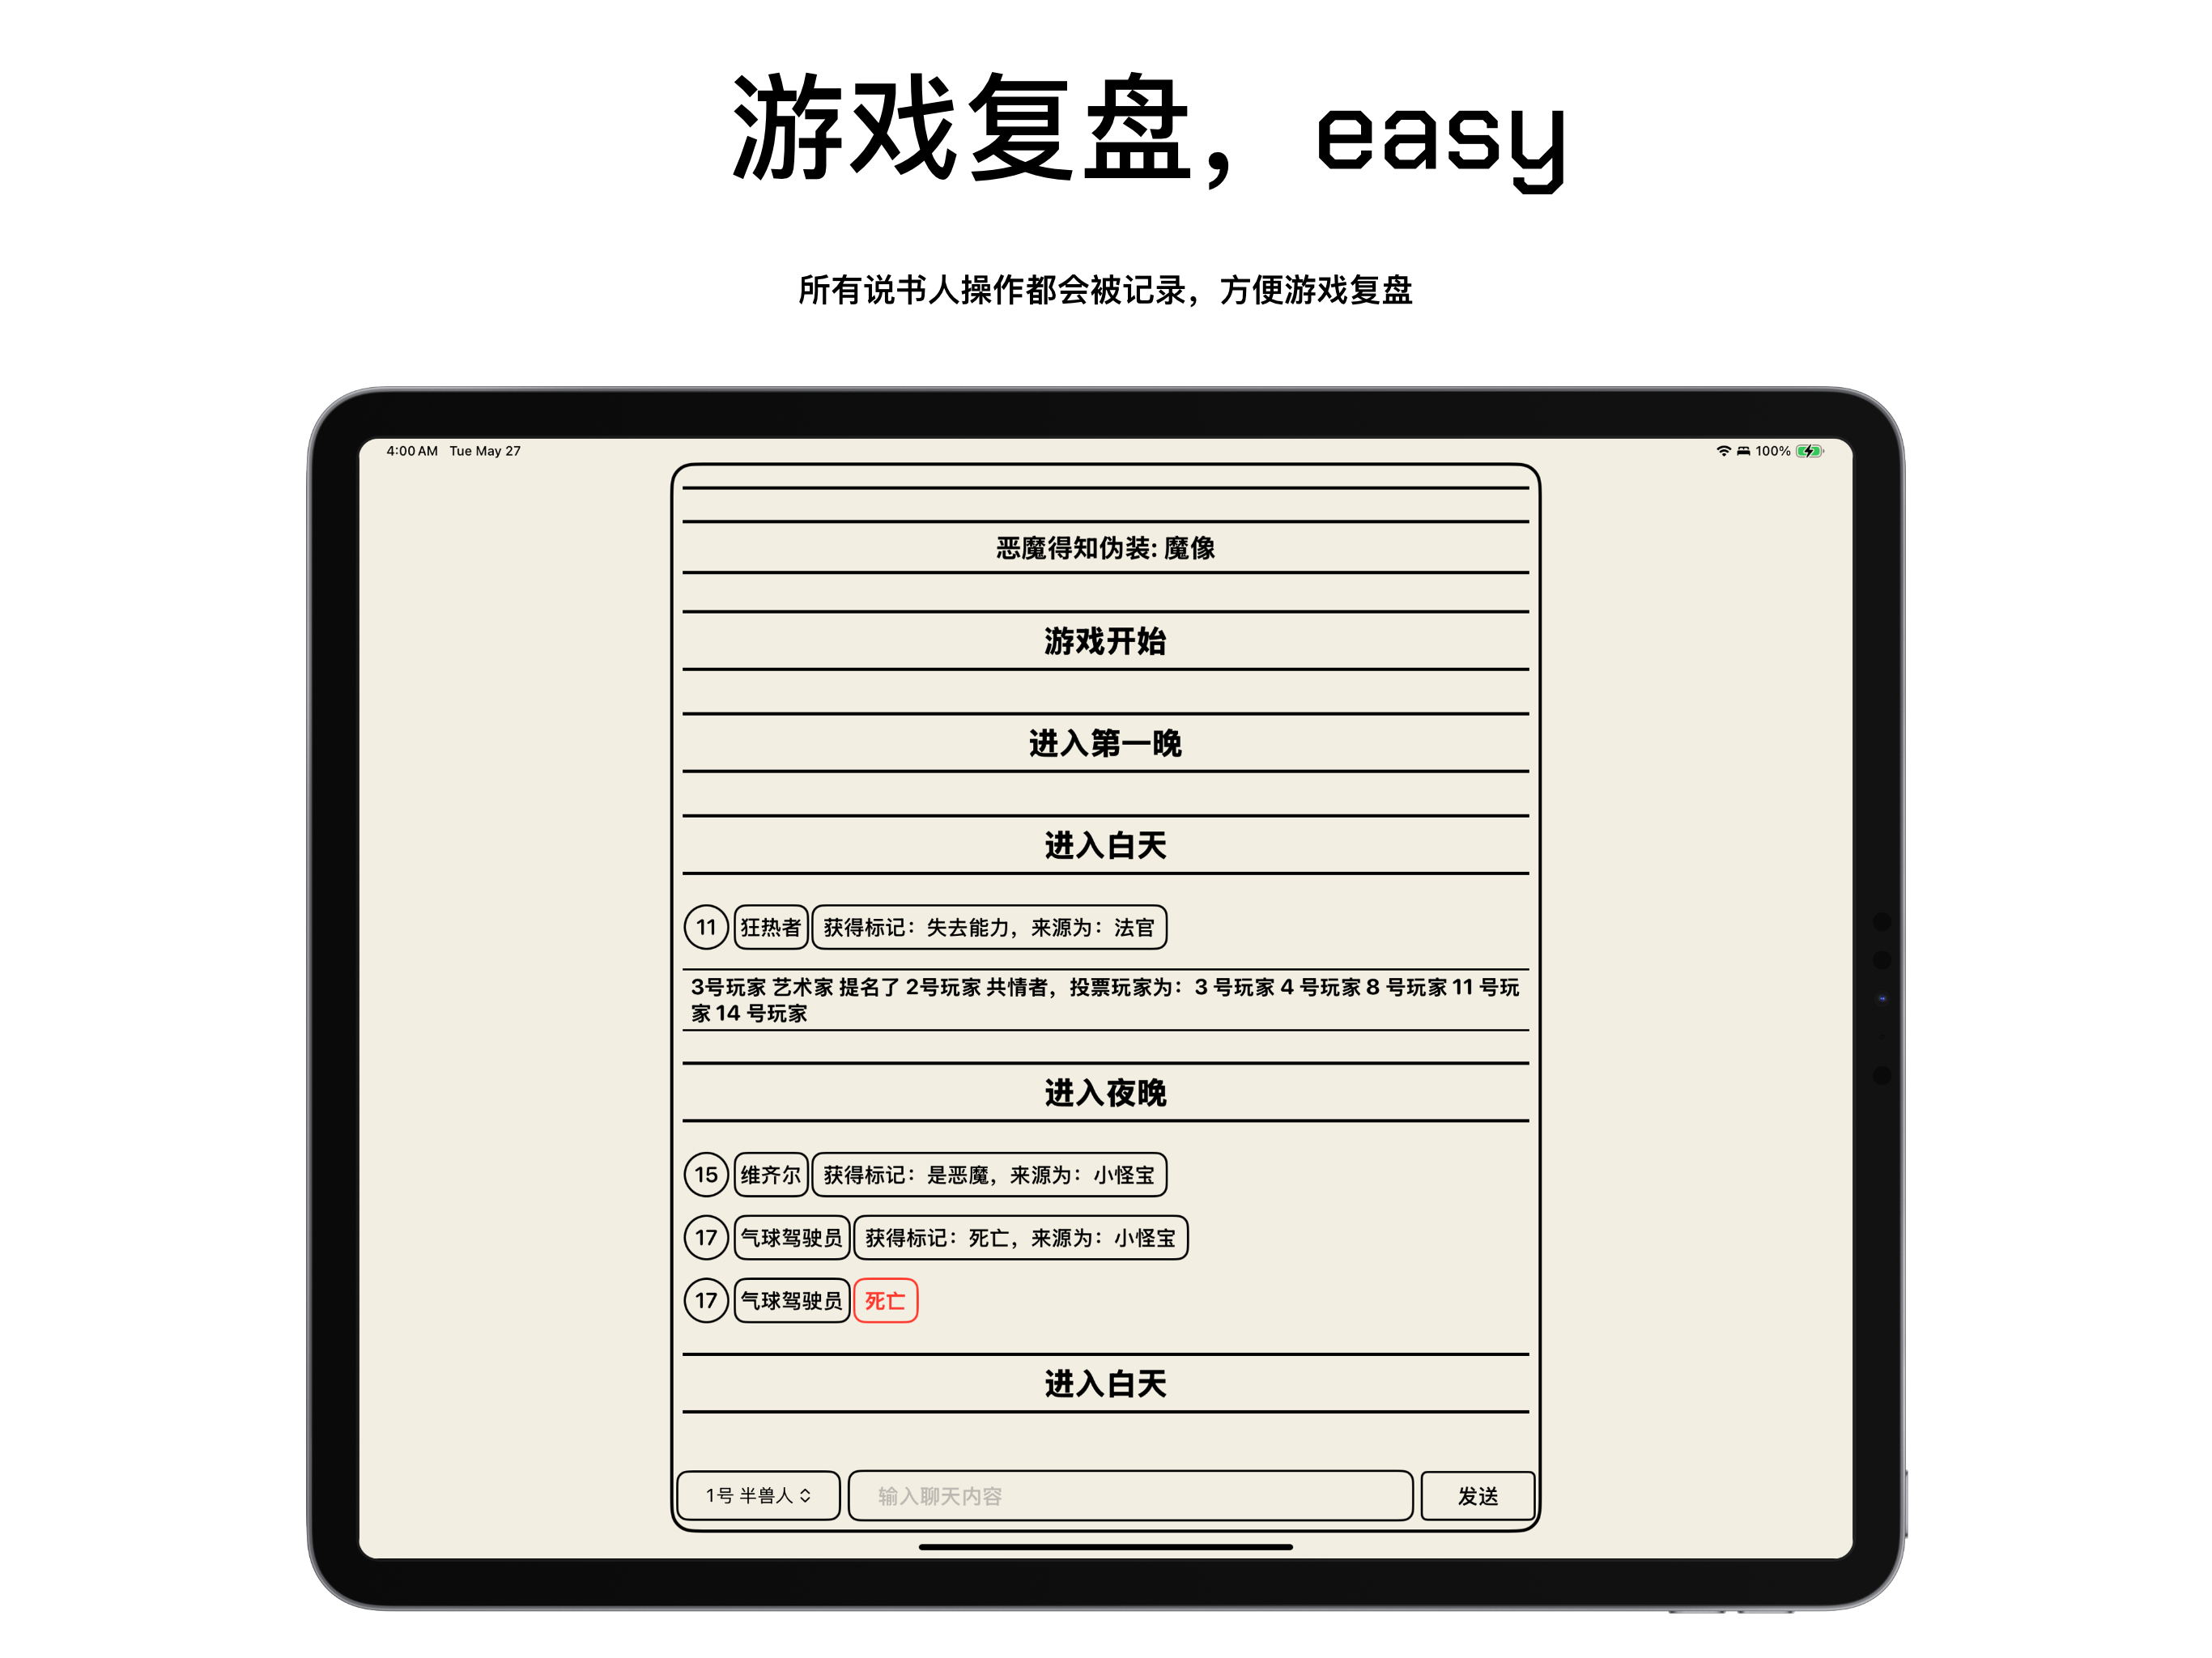 游戏复盘，easy
所有说书人操作都会被记录，方便游戏复盘
4:00 AM Tue May 27
100%
恶魔得知伪装: 魔像
游戏开始
进入第一晚
进入白天
11 狂热者 获得标记：失去能力，来源为：法官
3号玩家 艺术家 提名了 2号玩家 共情者，投票玩家为：3 号玩家 4 号玩家 8 号玩家 11 号玩
家 14 号玩家
进入夜晚
15 维齐尔 获得标记：是恶魔，来源为：小怪宝
17 气球驾驶员 获得标记：死亡，来源为：小怪宝
17 气球驾驶员 死亡
进入白天
1号 半兽人 输入聊天内容 发送